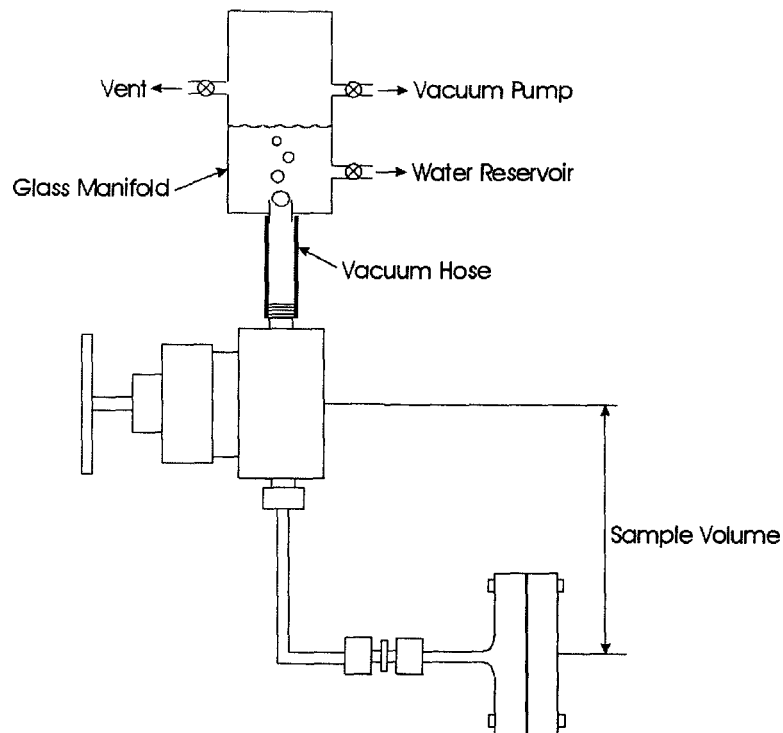 Vent
Vacuum Pump
Glass Manifold
Water Reservoir
Vacuum Hose
Sample Volume